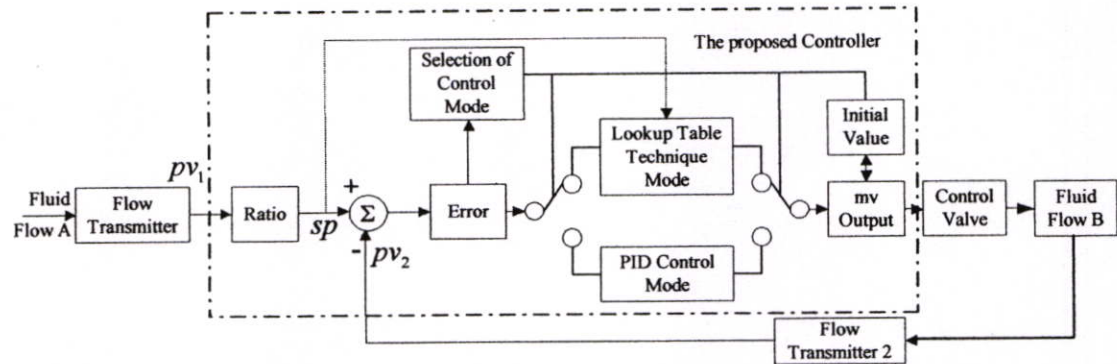 The proposed Controller
Selection of
Control
Mode
Initial
Value
Lookup Table
Technique
Mode
pv₁
Fluid
Flow A
Flow
Transmitter
Ratio
sp
+
Σ
-
pv₂
Error
mv
Output
Control
Valve
Fluid
Flow B
PID Control
Mode
Flow
Transmitter 2